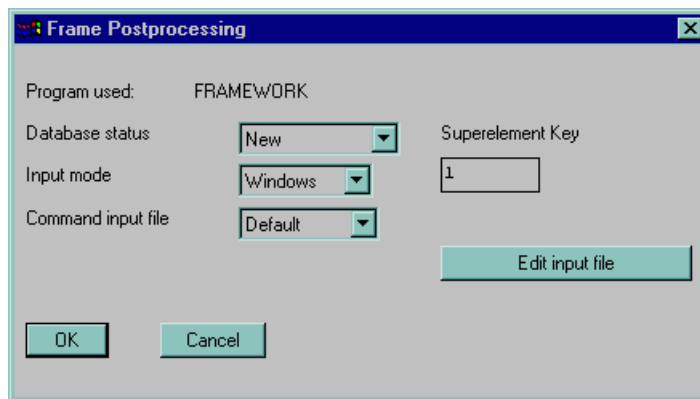 Frame Postprocessing
Program used: FRAMEWORK
Database status New Superelement Key
Input mode Windows 1
Command input file Default
Edit input file
OK Cancel